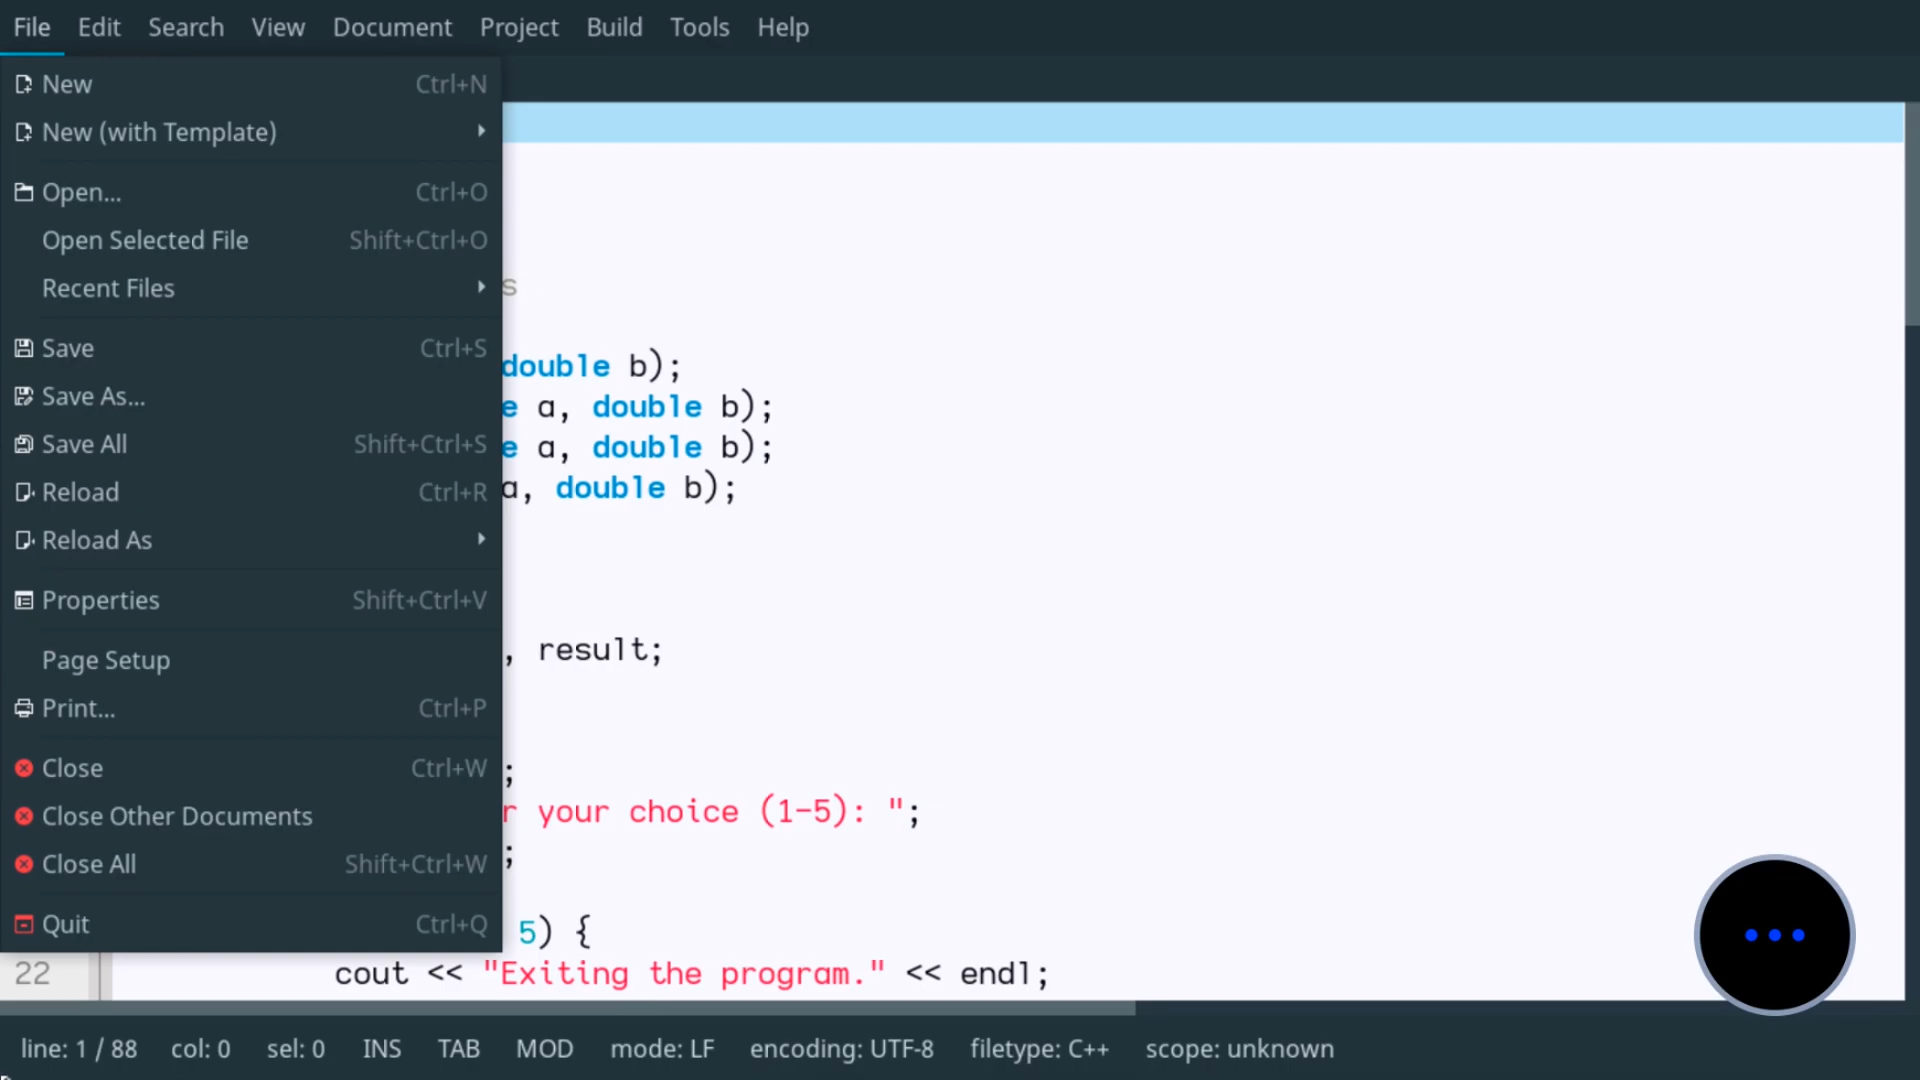 File Edit Search View Document Project Build Tools Help
New Ctrl+N
New (with Template)
Open... Ctrl+O
Open Selected File Shift+Ctrl+O
Recent Files s
Save Ctrl+S
double b);
Save As...
e a, double b);
Save All Shift+Ctrl+S e a, double b);
Reload Ctrl+R a, double b);
Reload As
Properties Shift+Ctrl+V
Page Setup , result;
Print... Ctrl+P
Close Ctrl+W ;
Close Other Documents r your choice (1-5): ";
Close All Shift+Ctrl+W ;
Quit Ctrl+Q 5) {
22 cout << "Exiting the program." << endl;
line: 1 / 88 col: 0 sel: 0 INS TAB MOD mode: LF encoding: UTF-8 filetype: C++ scope: unknown